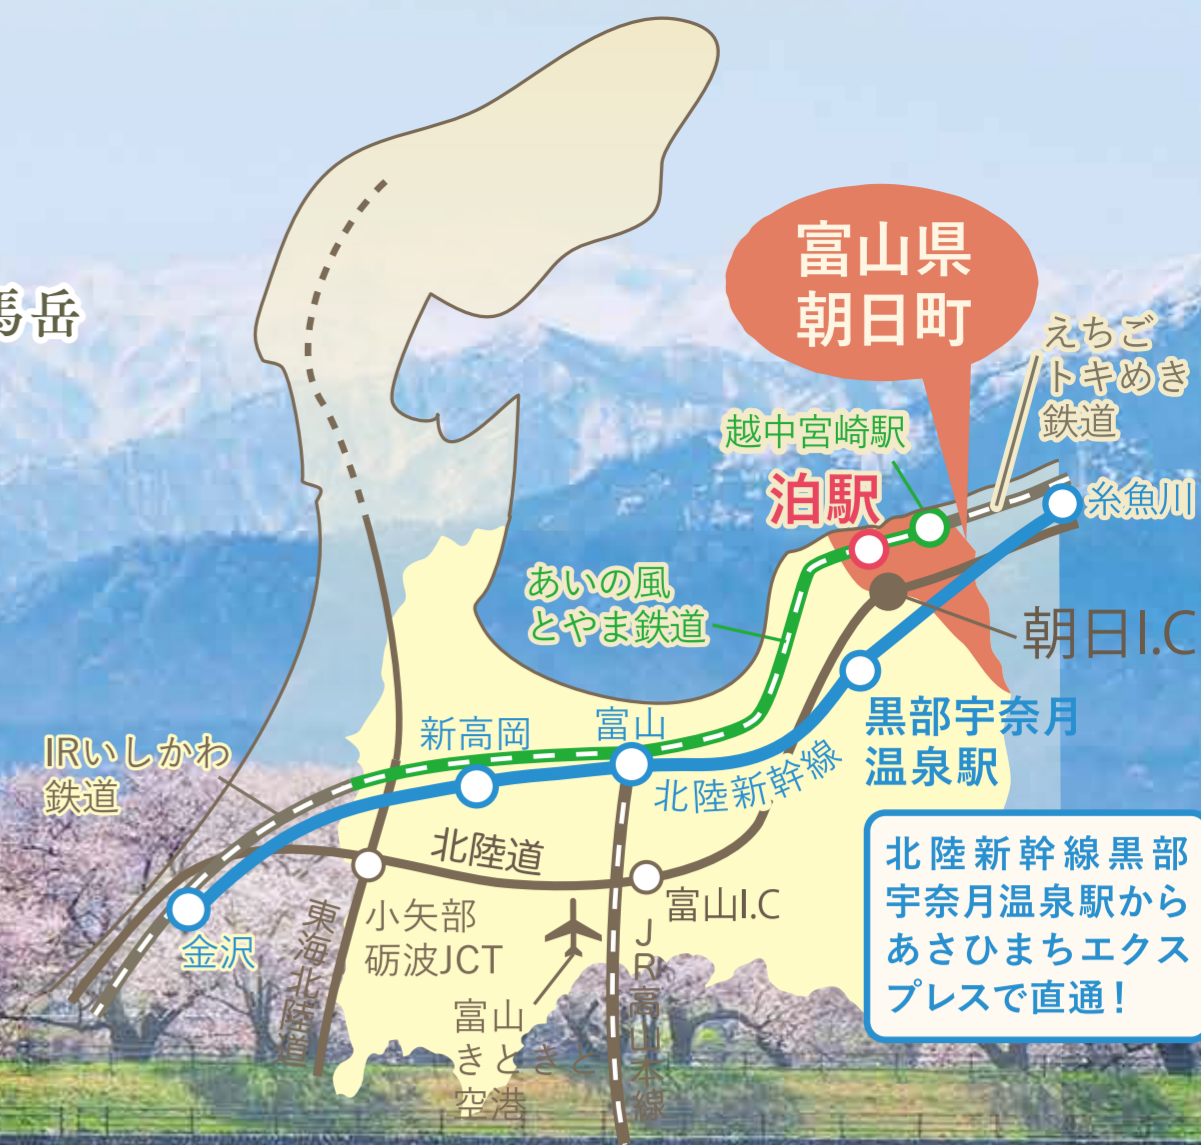 富山県
朝日町
馬岳
えちご
トキめき
鉄道
越中宮崎駅
泊駅
糸魚川
あいの風
とやま鉄道
朝日I.C
黒部宇奈月
温泉駅
新高岡
富山
北陸新幹線
IRいしかわ
鉄道
北陸道
富山I.C
小矢部
砺波JCT
金沢
東海北陸道
JR高山本線
富山
きときと
空港
北陸新幹線黒部
宇奈月温泉駅から
あさひまちエクス
プレスで直通!